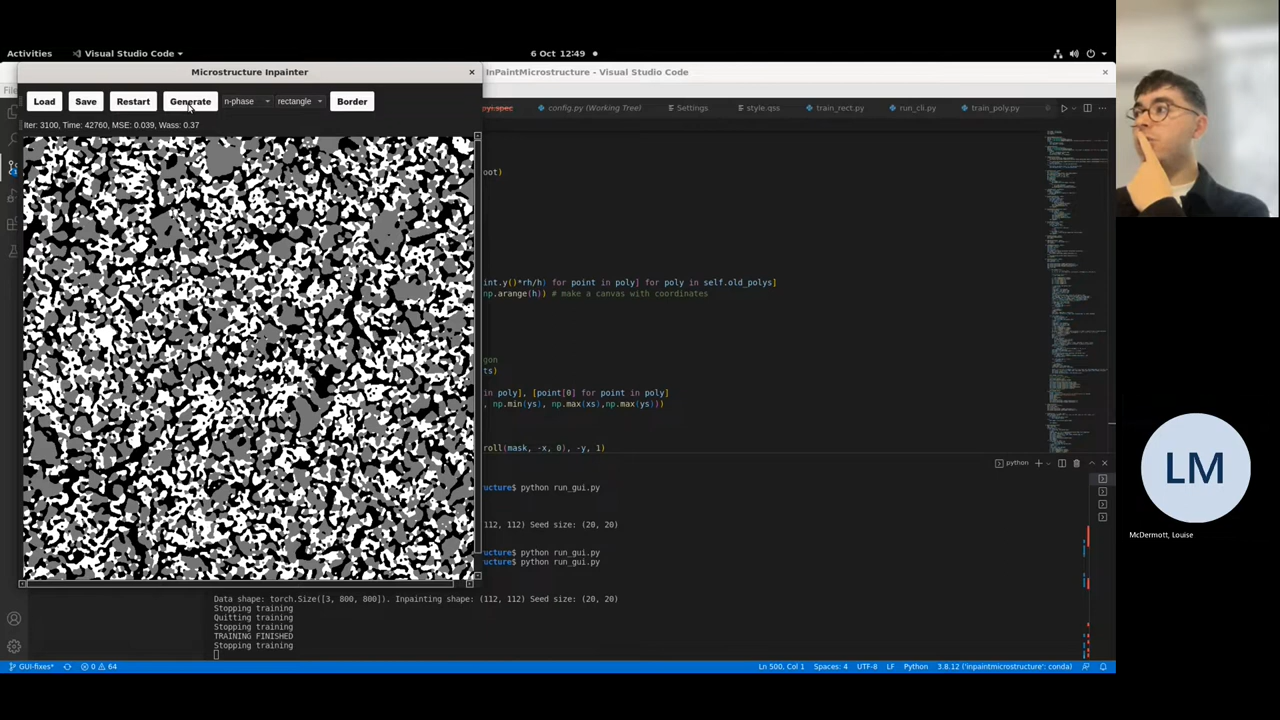 Activities
Visual Studio Code
6 Oct 12:49
Microstructure Inpainter
InPaintMicrostructure - Visual Studio Code
File
Load
Save
Restart
Generate
n-phase
rectangle
Border
pyi.spec
config.py (Working Tree)
Settings
style.qss
train_rect.py
run_cli.py
train_poly.py
Iter: 3100, Time: 42760, MSE: 0.039, Wass: 0.37
oot)
int.y()*rh/h) for point in poly] for poly in self.old_polys]
np.arange(h)) # make a canvas with coordinates
gon
ts)
in poly], [point[0] for point in poly]
, np.min(ys), np.max(xs),np.max(ys)))
roll(mask, -x, 0), -y, 1)
python
ucture$ python run_gui.py
(112, 112) Seed size: (20, 20)
ucture$ python run_gui.py
ucture$ python run_gui.py
Data shape: torch.Size([3, 800, 800]). Inpainting shape: (112, 112) Seed size: (20, 20)
Stopping training
Quitting training
Stopping training
TRAINING FINISHED
Stopping training
GUI-fixes*
0
64
Ln 500, Col 1
Spaces: 4
UTF-8
LF
Python
3.8.12 ('inpaintmicrostructure': conda)
LM
McDermott, Louise